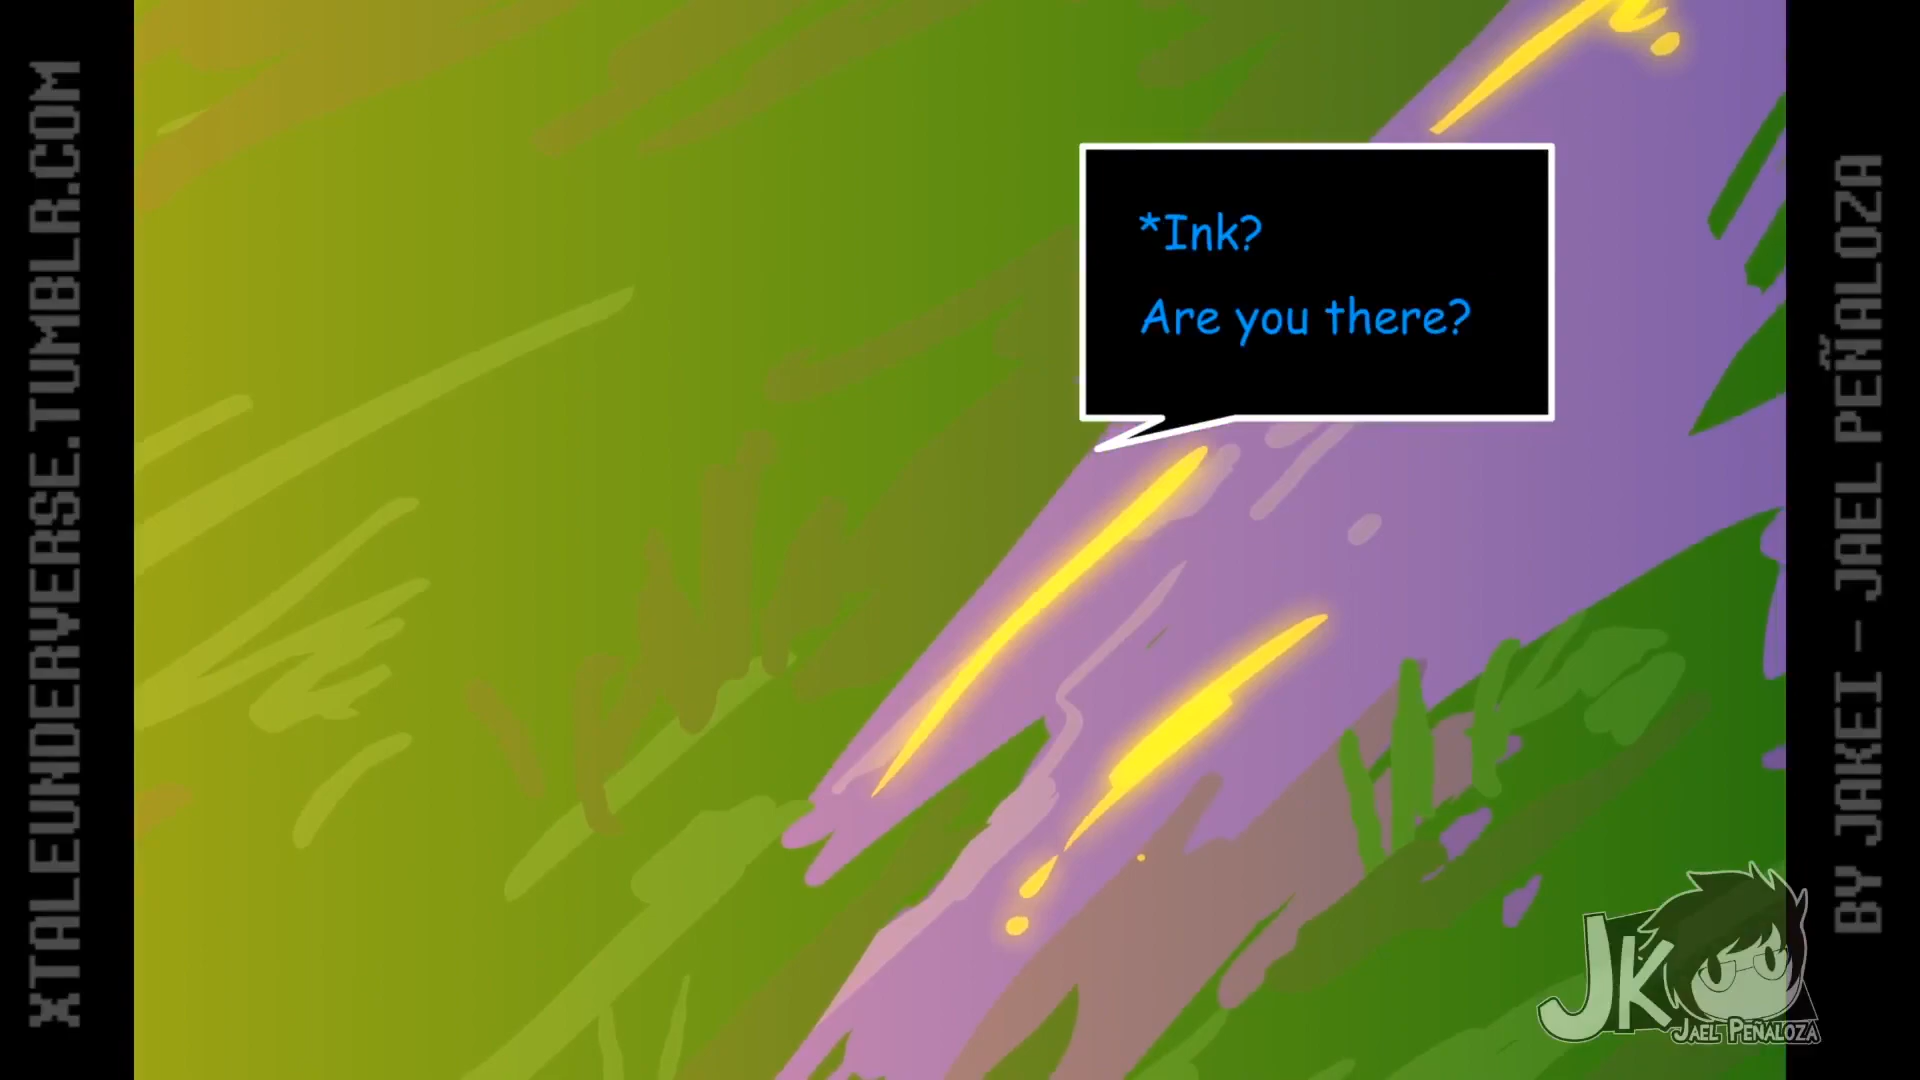 XTALEUNDERVERSE.TUMBLR.COM
*Ink?
Are you there?
BY JAKEI - JAEL PEÑALOZA
JK
JAEL PEÑALOZA